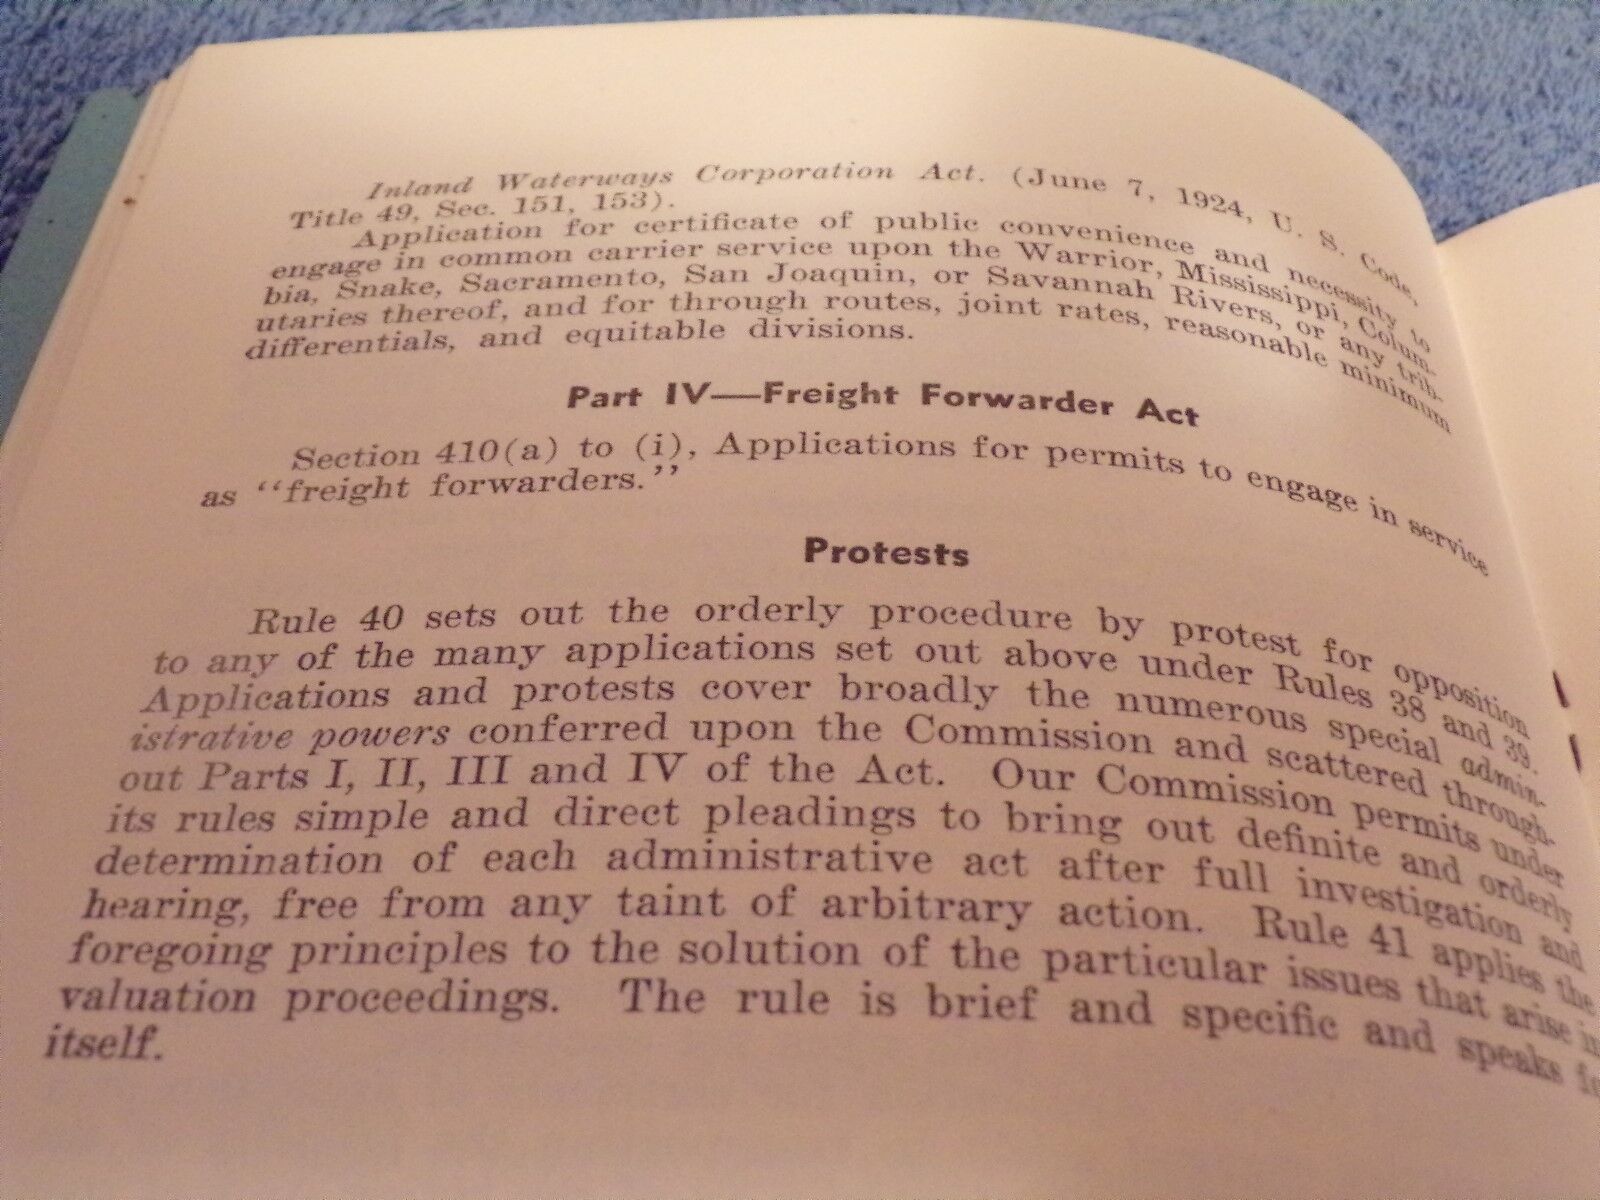 Inland Waterways Corporation Act. (June 7, 1924, U. S. Code,
Title 49, Sec. 151, 153).
Application for certificate of public convenience and necessity to
engage in common carrier service upon the Warrior, Mississippi, Colum-
bia, Snake, Sacramento, San Joaquin, or Savannah Rivers, or any trib-
utaries thereof, and for through routes, joint rates, reasonable minimum
differentials, and equitable divisions.
Part IV—Freight Forwarder Act
Section 410(a) to (i), Applications for permits to engage in service
as "freight forwarders."
Protests
Rule 40 sets out the orderly procedure by protest for opposition
to any of the many applications set out above under Rules 38 and 39.
Applications and protests cover broadly the numerous special admin-
istrative powers conferred upon the Commission and scattered through-
out Parts I, II, III and IV of the Act. Our Commission permits under
its rules simple and direct pleadings to bring out definite and orderly
determination of each administrative act after full investigation and
hearing, free from any taint of arbitrary action. Rule 41 applies the
foregoing principles to the solution of the particular issues that arise in
valuation proceedings. The rule is brief and specific and speaks
itself.